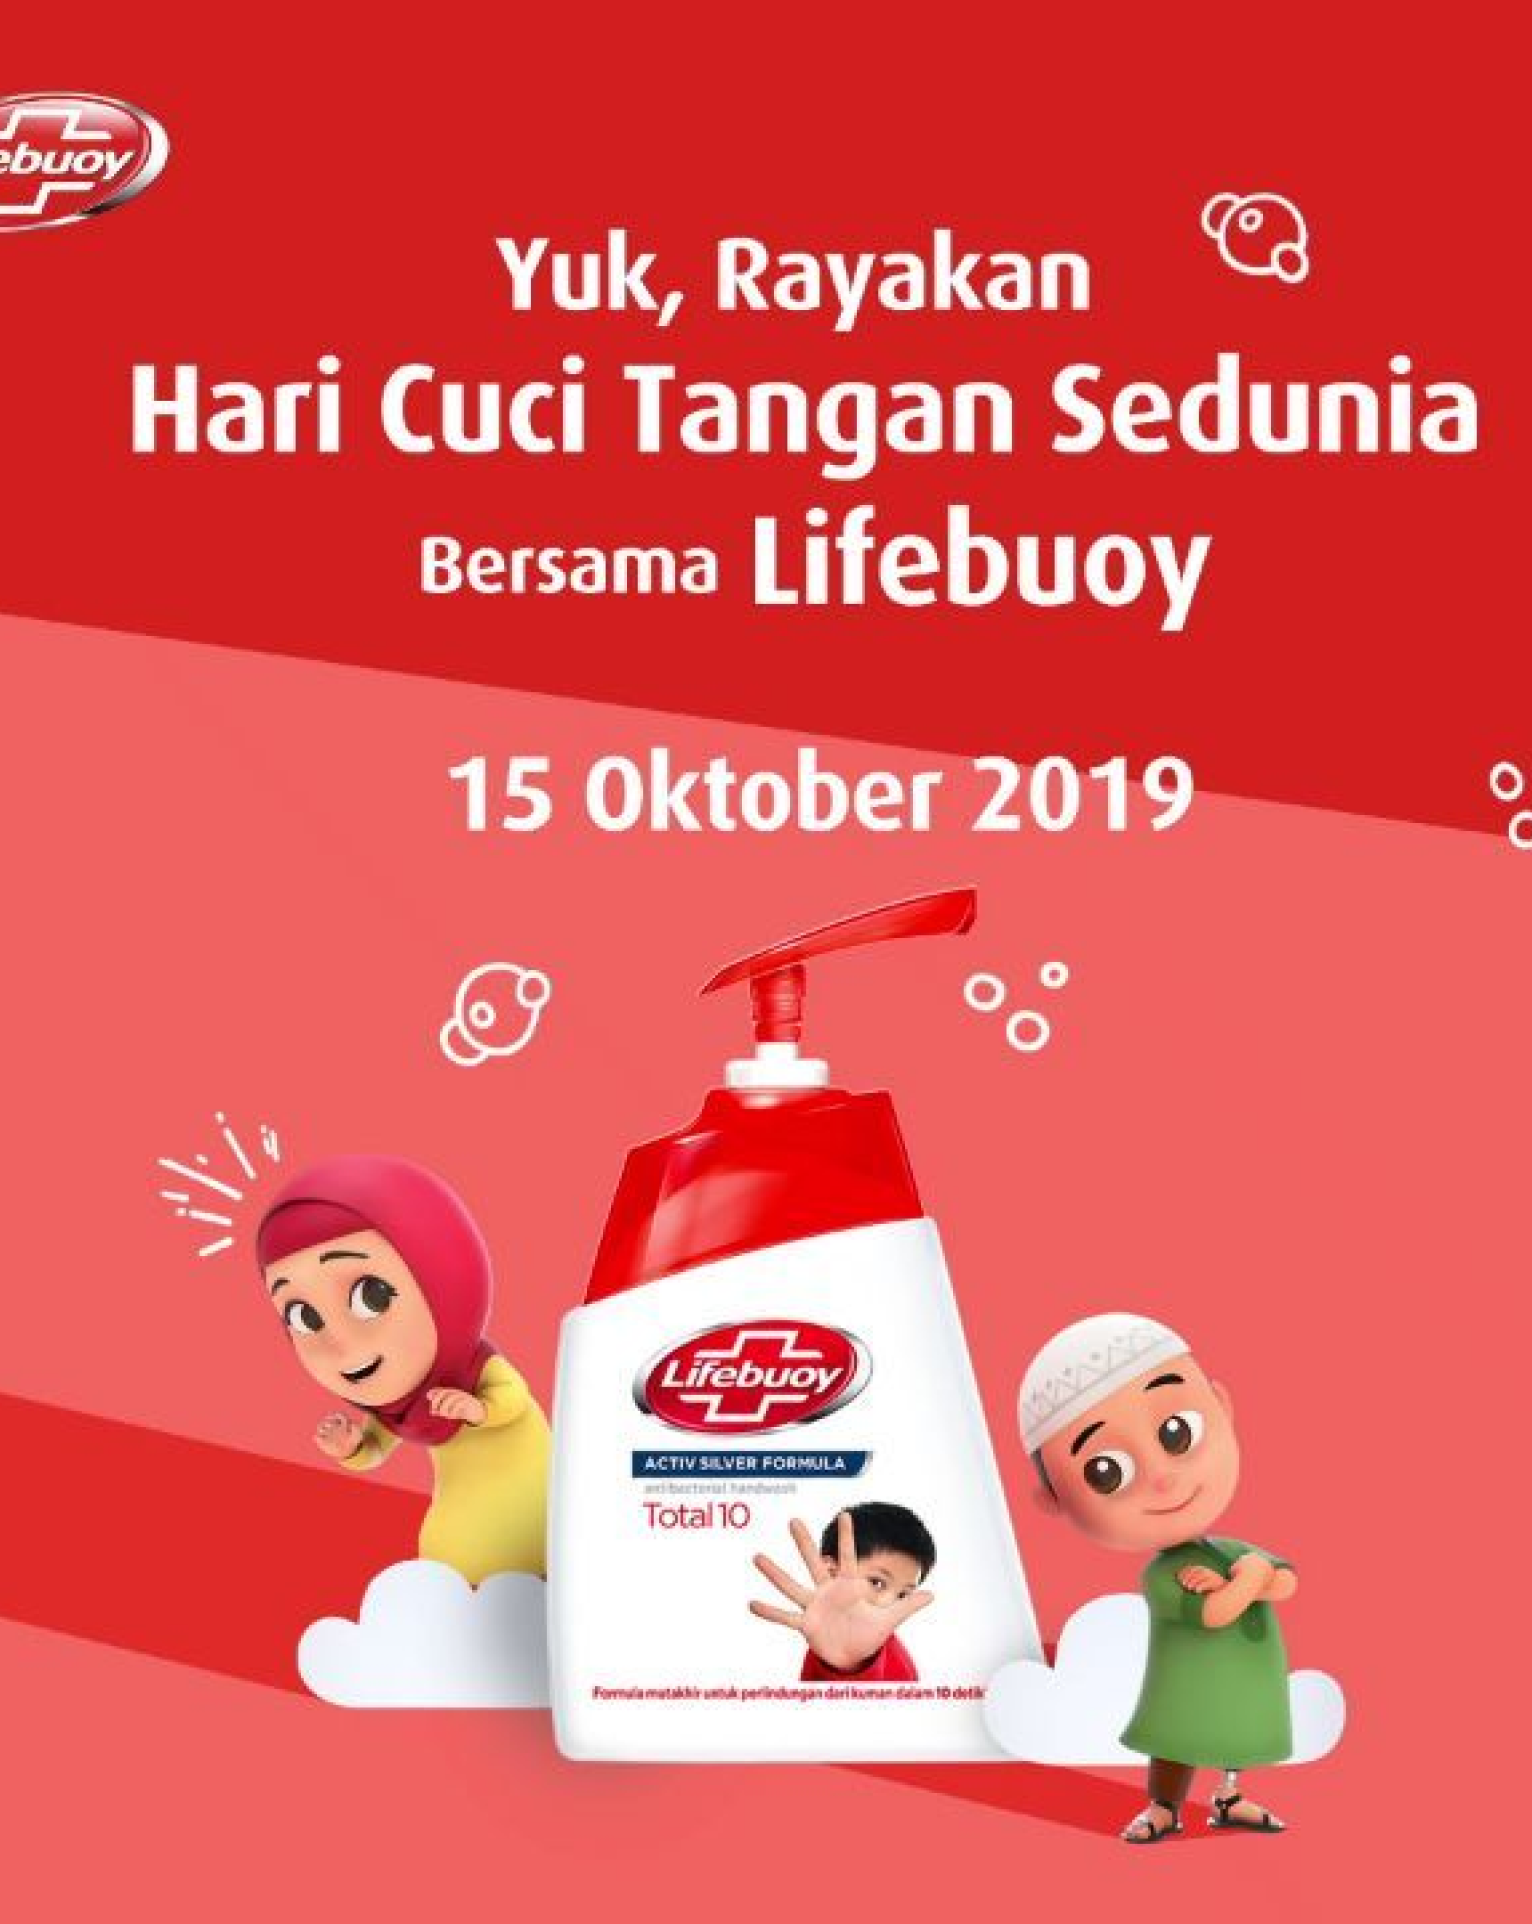 ebuoy
Yuk, Rayakan
Hari Cuci Tangan Sedunia
Bersama Lifebuoy
15 Oktober 2019
Lifebuoy
ACTIV SILVER FORMULA
antibacterial handwash
Total 10
Formula mutakhir untuk perlindungan dari kuman dalam 10 detik